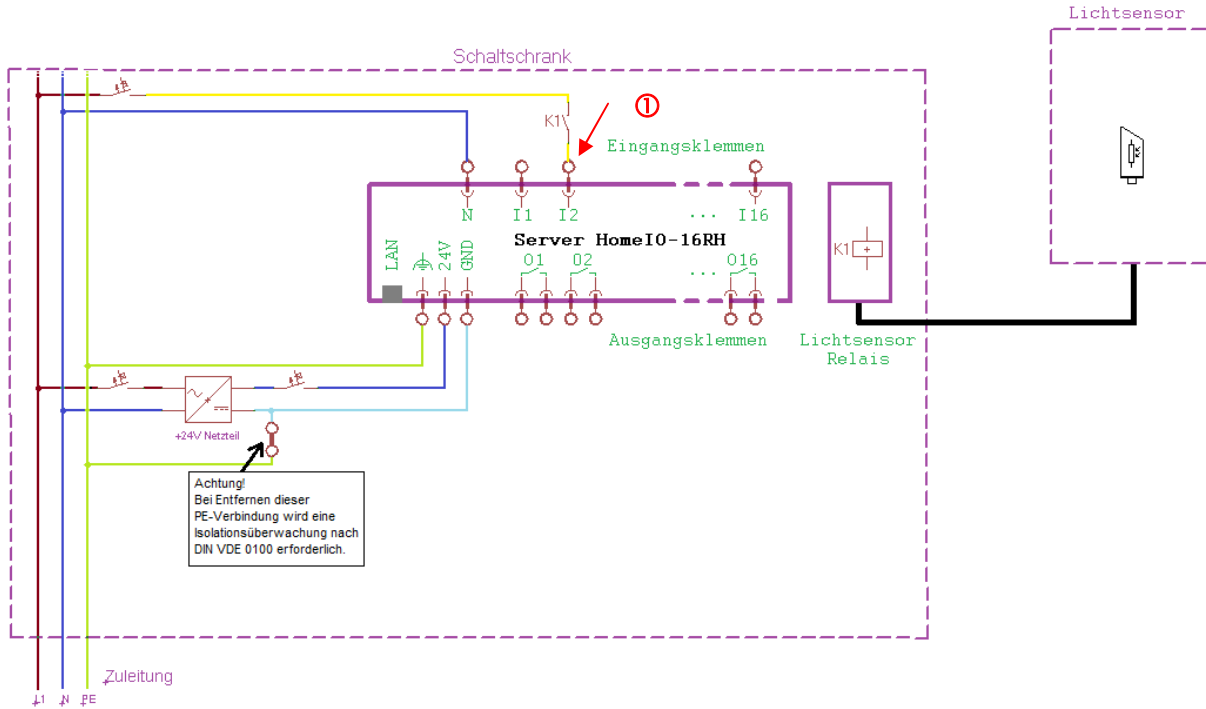 Lichtsensor
Schaltschrank
①
K1
Eingangsklemmen
N I1 I2 ... I16
Server HomeIO-16RH
LAN 24V GND O1 O2 ... O16
K1
Ausgangsklemmen
Lichtsensor
Relais
+24V Netzteil
Achtung!
Bei Entfernen dieser
PE-Verbindung wird eine
Isolationsüberwachung nach
DIN VDE 0100 erforderlich.
Zuleitung
L1 N PE